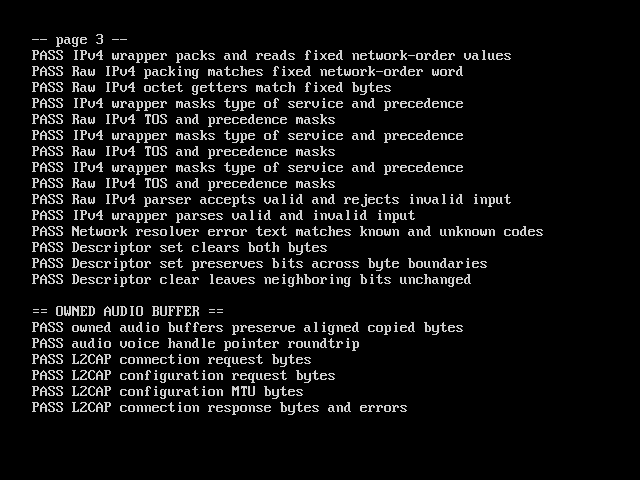 -- page 3 --
PASS IPv4 wrapper packs and reads fixed network-order values
PASS Raw IPv4 packing matches fixed network-order word
PASS Raw IPv4 octet getters match fixed bytes
PASS IPv4 wrapper masks type of service and precedence
PASS Raw IPv4 TOS and precedence masks
PASS IPv4 wrapper masks type of service and precedence
PASS Raw IPv4 TOS and precedence masks
PASS IPv4 wrapper masks type of service and precedence
PASS Raw IPv4 TOS and precedence masks
PASS Raw IPv4 parser accepts valid and rejects invalid input
PASS IPv4 wrapper parses valid and invalid input
PASS Network resolver error text matches known and unknown codes
PASS Descriptor set clears both bytes
PASS Descriptor set preserves bits across byte boundaries
PASS Descriptor clear leaves neighboring bits unchanged
== OWNED AUDIO BUFFER ==
PASS owned audio buffers preserve aligned copied bytes
PASS audio voice handle pointer roundtrip
PASS L2CAP connection request bytes
PASS L2CAP configuration request bytes
PASS L2CAP configuration MTU bytes
PASS L2CAP connection response bytes and errors